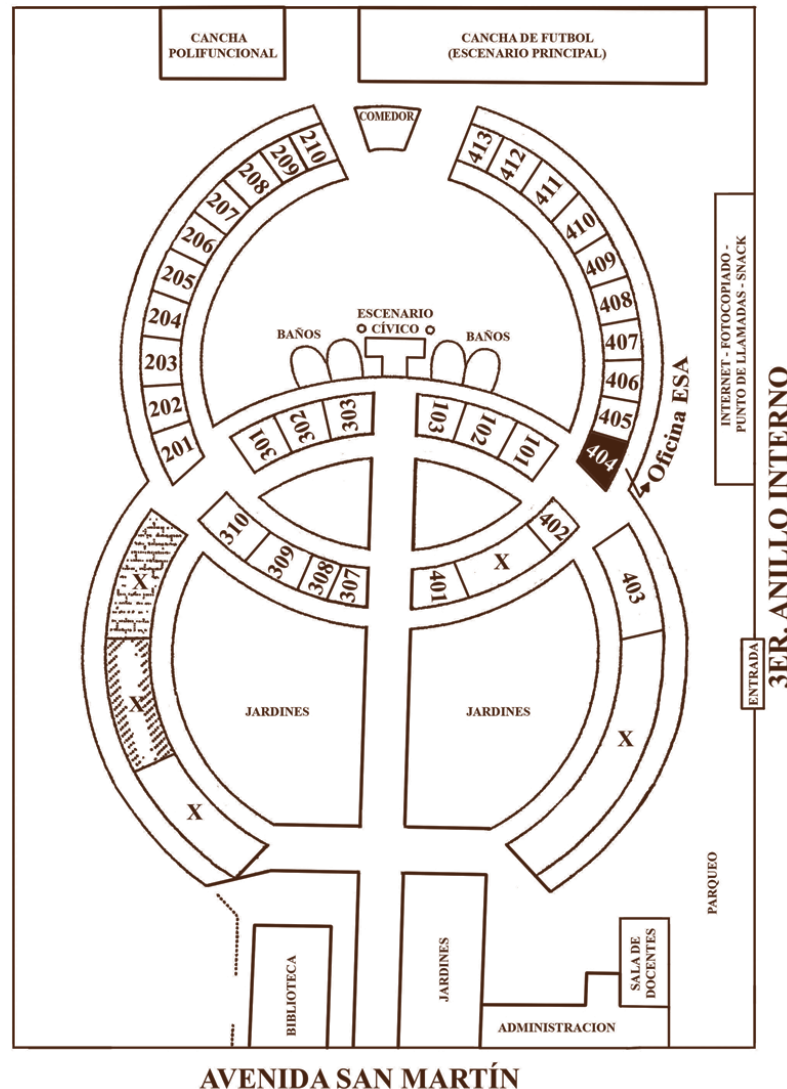 CANCHA
POLIFUNCIONAL
CANCHA DE FUTBOL
(ESCENARIO PRINCIPAL)
COMEDOR
210
209
208
207
206
205
204
203
202
201
413
412
411
410
409
408
407
406
405
404
Oficina ESA
INTERNET - FOTOCOPIADO -
PUNTO DE LLAMADAS - SNACK
3ER. ANILLO INTERNO
ESCENARIO
CÍVICO
BAÑOS
BAÑOS
301
302
303
103
102
101
310
309
308
307
401
X
402
403
X
X
X
X
JARDINES
JARDINES
ENTRADA
PARQUEO
BIBLIOTECA
JARDINES
SALA DE
DOCENTES
ADMINISTRACION
AVENIDA SAN MARTÍN